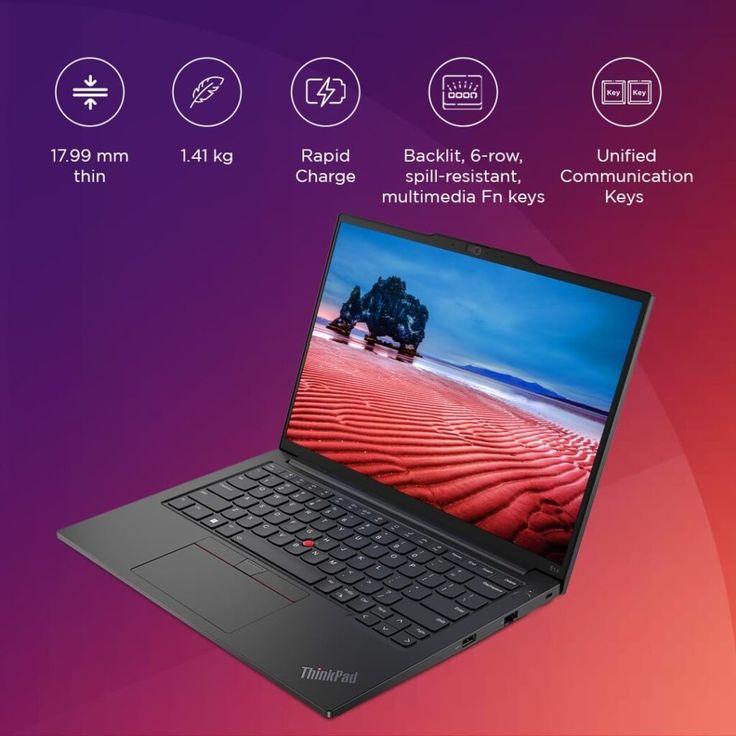 Key Key
17.99 mm
thin
1.41 kg
Rapid
Charge
Backlit, 6-row,
spill-resistant,
multimedia Fn keys
Unified
Communication
Keys
E14
ThinkPad